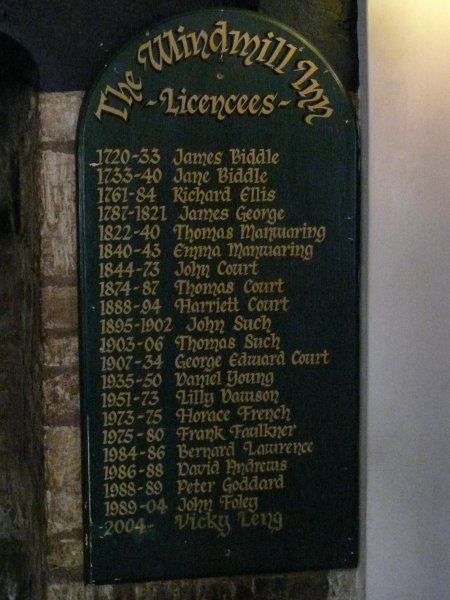 The Windmill Inn
- Licencees -
1720-33 James Biddle
1733-40 Jane Biddle
1761-84 Richard Ellis
1787-1821 James George
1822-40 Thomas Manwaring
1840-43 Emma Manwaring
1844-73 John Court
1874-87 Thomas Court
1888-94 Harriett Court
1895-1902 John Such
1903-06 Thomas Such
1907-34 George Edward Court
1935-50 Daniel Young
1951-73 Lilly Dawson
1973-75 Horace French
1975-80 Frank Faulkner
1984-86 Bernard Lawrence
1986-88 David Andrews
1988-89 Peter Goddard
1989-04 John Foley
2004- Vicky Leng